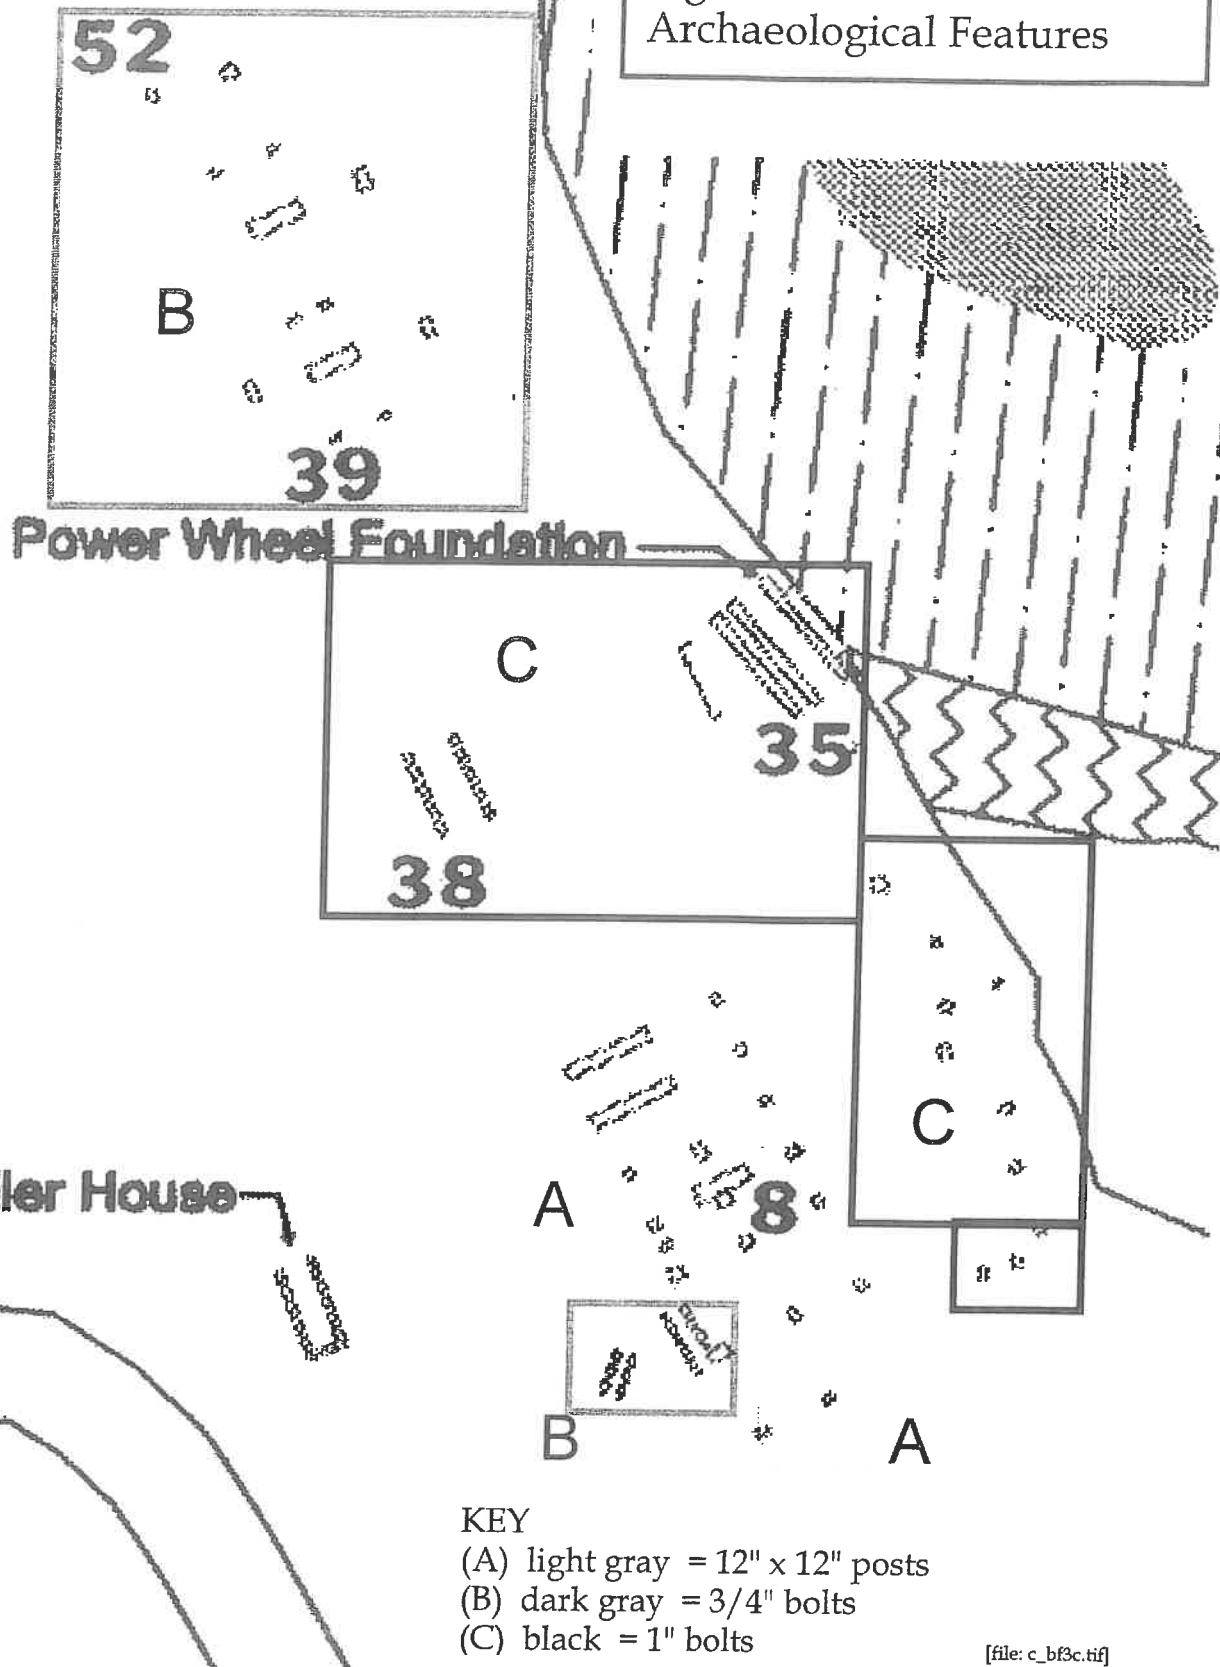 Archaeological Features
52
B
39
Power Wheel Foundation
C
35
38
C
A
8
ler House
B
A
KEY
(A) light gray = 12" x 12" posts
(B) dark gray = 3/4" bolts
(C) black = 1" bolts
[file: c_bf3c.tif]